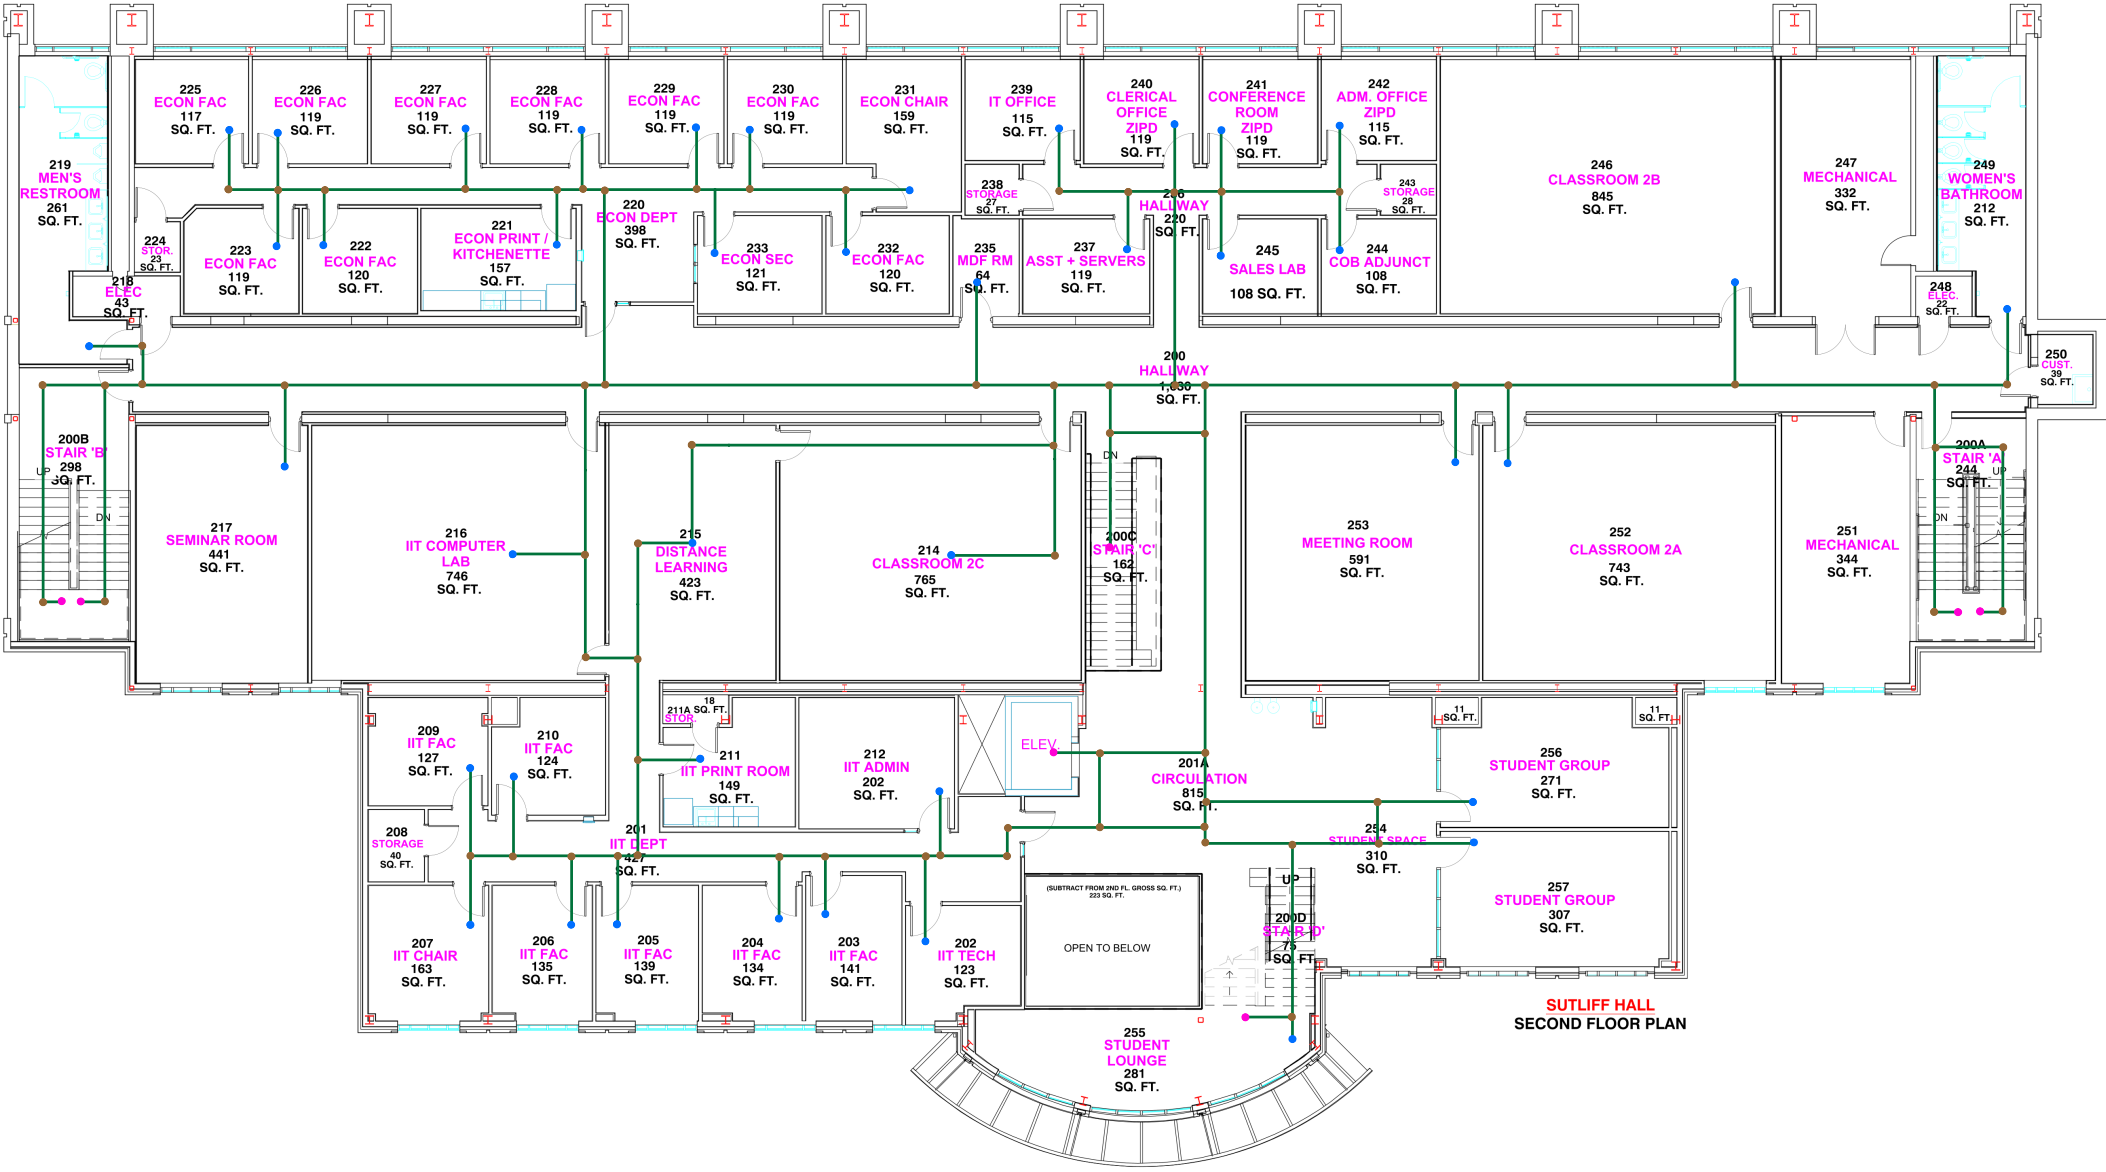 225
ECON FAC
117
SQ. FT.
226
ECON FAC
119
SQ. FT.
227
ECON FAC
119
SQ. FT.
228
ECON FAC
119
SQ. FT.
229
ECON FAC
119
SQ. FT.
230
ECON FAC
119
SQ. FT.
231
ECON CHAIR
159
SQ. FT.
239
IT OFFICE
115
SQ. FT.
240
CLERICAL
OFFICE
ZIPD
119
SQ. FT.
241
CONFERENCE
ROOM
ZIPD
119
SQ. FT.
242
ADM. OFFICE
ZIPD
115
SQ. FT.
246
CLASSROOM 2B
845
SQ. FT.
247
MECHANICAL
332
SQ. FT.
249
WOMEN'S
BATHROOM
212
SQ. FT.
219
MEN'S
RESTROOM
261
SQ. FT.
224
STOR.
23
SQ. FT.
223
ECON FAC
119
SQ. FT.
222
ECON FAC
120
SQ. FT.
221
ECON PRINT /
KITCHENETTE
157
SQ. FT.
220
ECON DEPT
398
SQ. FT.
233
ECON SEC
121
SQ. FT.
232
ECON FAC
120
SQ. FT.
238
STORAGE
27
SQ. FT.
235
MDF RM
64
SQ. FT.
237
ASST + SERVERS
119
SQ. FT.
236
HALLWAY
220
SQ. FT.
245
SALES LAB
108 SQ. FT.
243
STORAGE
28
SQ. FT.
244
COB ADJUNCT
108
SQ. FT.
218
ELEC
43
SQ. FT.
248
ELEC.
22
SQ. FT.
250
CUST.
39
SQ. FT.
200
HALLWAY
SQ. FT.
200B
STAIR 'B'
298
SQ. FT.
UP
DN
217
SEMINAR ROOM
441
SQ. FT.
216
IIT COMPUTER
LAB
746
SQ. FT.
215
DISTANCE
LEARNING
423
SQ. FT.
214
CLASSROOM 2C
765
SQ. FT.
DN
200C
STAIR 'C'
162
SQ. FT.
253
MEETING ROOM
591
SQ. FT.
252
CLASSROOM 2A
743
SQ. FT.
251
MECHANICAL
344
SQ. FT.
200A
STAIR 'A'
244
SQ. FT.
UP
DN
209
IIT FAC
127
SQ. FT.
210
IIT FAC
124
SQ. FT.
211A
STOR.
18
SQ. FT.
211
IIT PRINT ROOM
149
SQ. FT.
212
IIT ADMIN
202
SQ. FT.
ELEV.
201A
CIRCULATION
815
SQ. FT.
11
SQ. FT.
11
SQ. FT.
256
STUDENT GROUP
271
SQ. FT.
208
STORAGE
40
SQ. FT.
201
IIT DEPT
427
SQ. FT.
254
STUDENT SPACE
310
SQ. FT.
257
STUDENT GROUP
307
SQ. FT.
207
IIT CHAIR
163
SQ. FT.
206
IIT FAC
135
SQ. FT.
205
IIT FAC
139
SQ. FT.
204
IIT FAC
134
SQ. FT.
203
IIT FAC
141
SQ. FT.
202
IIT TECH
123
SQ. FT.
(SUBTRACT FROM 2ND FL. GROSS SQ. FT.)
223 SQ. FT.
OPEN TO BELOW
UP
200D
STAIR 'D'
75
SQ. FT.
255
STUDENT
LOUNGE
281
SQ. FT.
SUTLIFF HALL
SECOND FLOOR PLAN